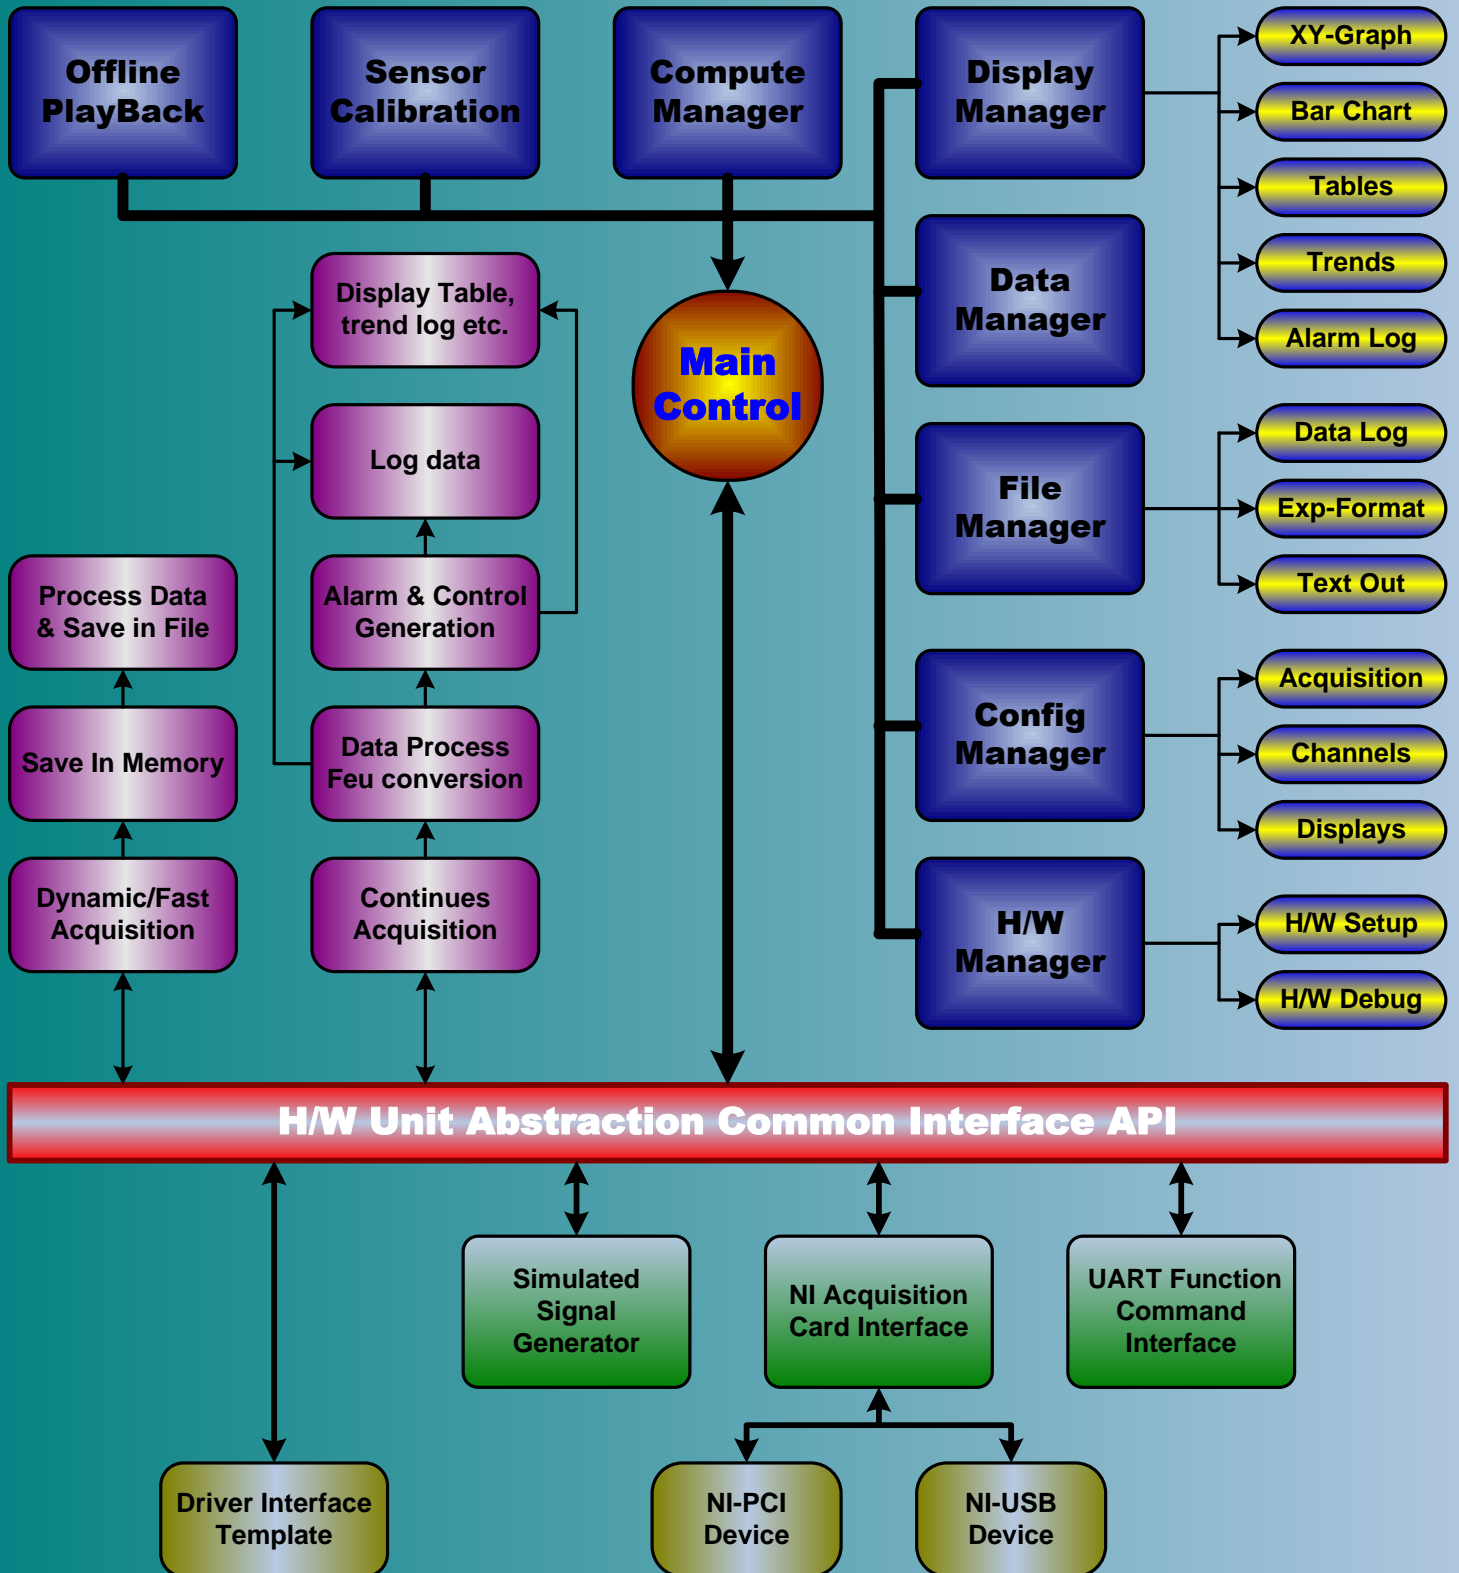 Offline
PlayBack
Sensor
Calibration
Compute
Manager
Display
Manager
XY-Graph
Bar Chart
Tables
Trends
Alarm Log
Data
Manager
Display Table,
trend log etc.
Main
Control
Log data
File
Manager
Data Log
Exp-Format
Text Out
Process Data
& Save in File
Alarm & Control
Generation
Config
Manager
Acquisition
Channels
Displays
Save In Memory
Data Process
Feu conversion
Dynamic/Fast
Acquisition
Continues
Acquisition
H/W
Manager
H/W Setup
H/W Debug
H/W Unit Abstraction Common Interface API
Simulated
Signal
Generator
NI Acquisition
Card Interface
UART Function
Command
Interface
Driver Interface
Template
NI-PCI
Device
NI-USB
Device